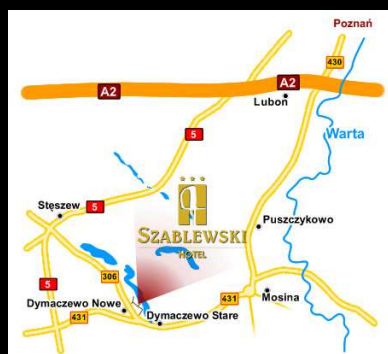 Poznań
430
A2
A2
Luboń
5
Warta
Stęszew
5
SZABLEWSKI
HOTEL
Puszczykowo
5
306
Dymaczewo Nowe
431
431
Mosina
Dymaczewo Stare